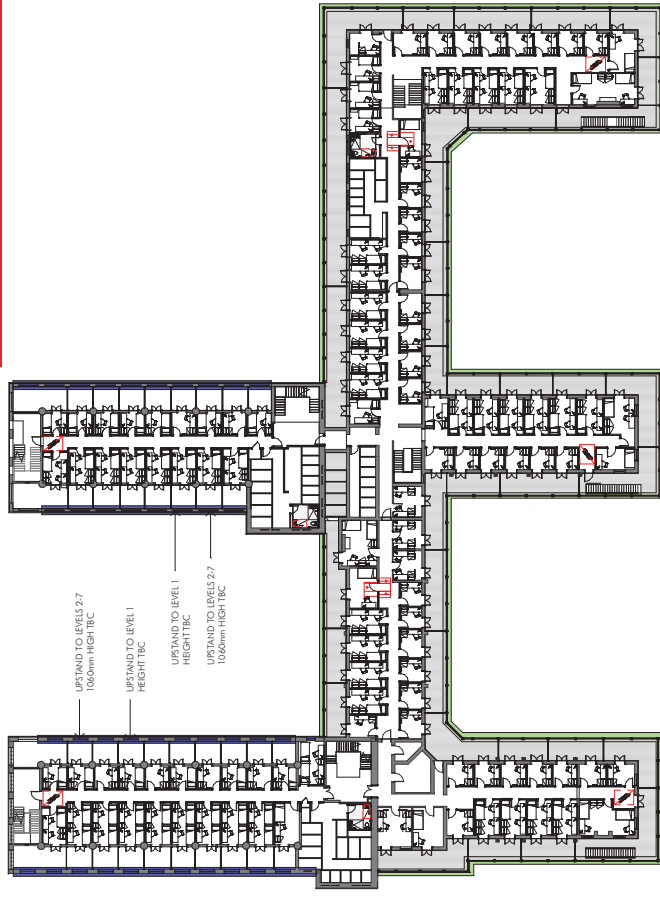 UPSTAND TO LEVELS 2-7
1060mm HIGH TBC
UPSTAND TO LEVEL 1
HEIGHT TBC
UPSTAND TO LEVEL 1
HEIGHT TBC
UPSTAND TO LEVELS 2-7
1060mm HIGH TBC